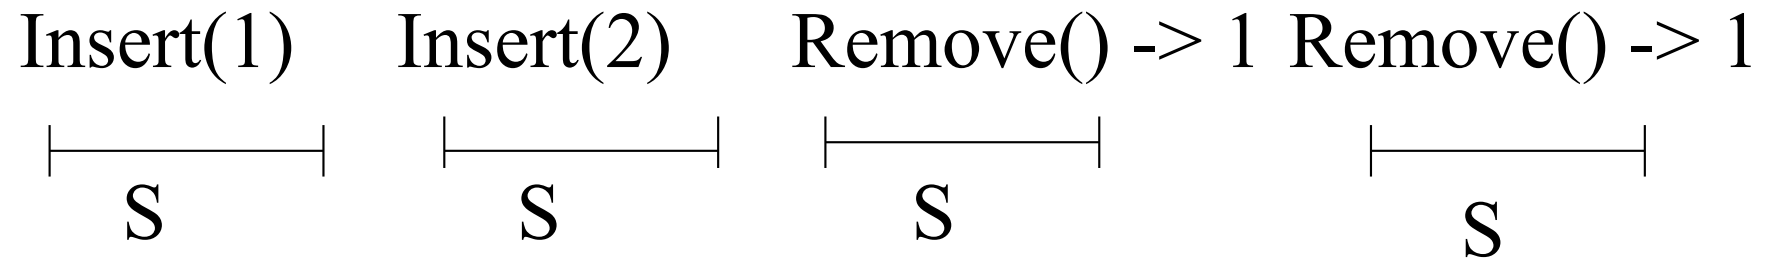 Insert(1) Insert(2) Remove() -> 1 Remove() -> 1
S S S S